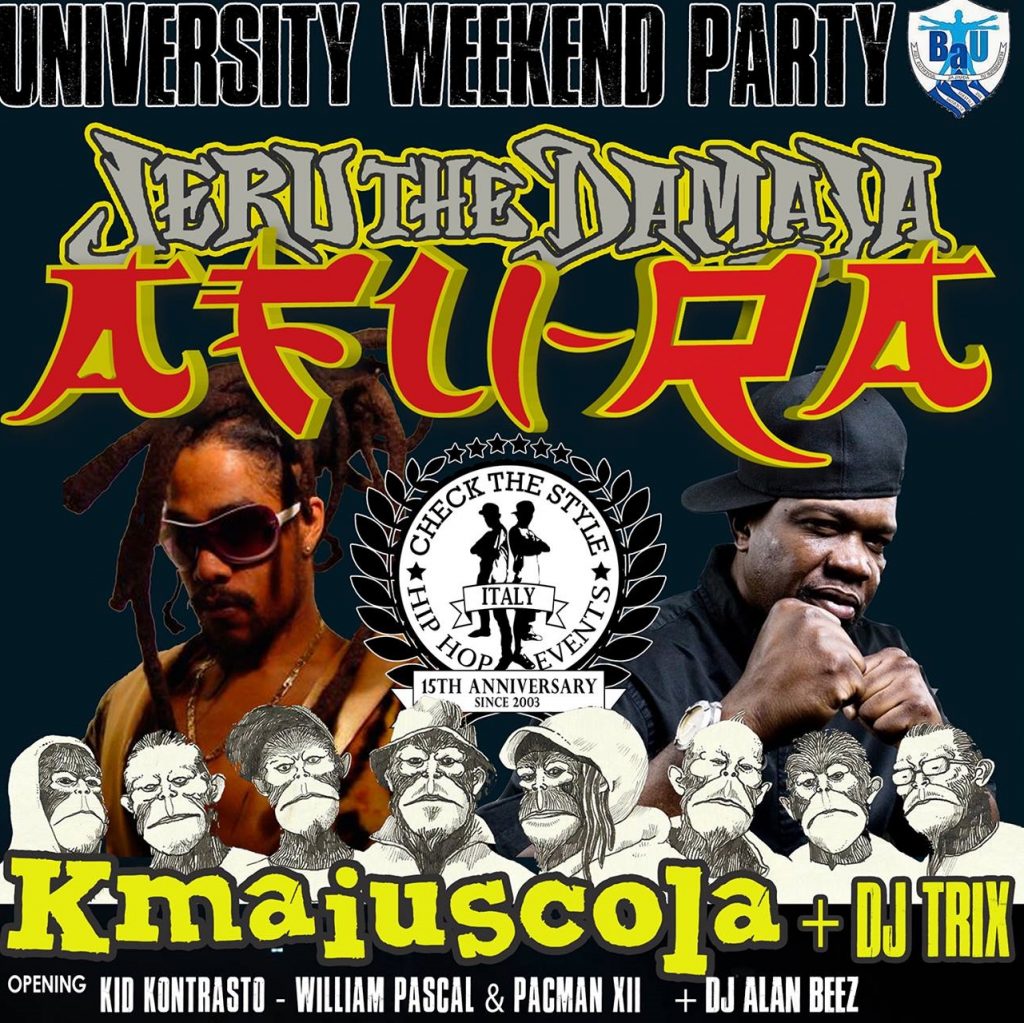 UNIVERSITY WEEKEND PARTY
BaU
JERU THE DAMAJA
AFU-RA
CHECK THE STYLE
ITALY
HIP HOP EVENTS
15TH ANNIVERSARY
SINCE 2003
Kmaiuscola + DJ TRIX
OPENING KID KONTRASTO - WILLIAM PASCAL & PACMAN XII + DJ ALAN BEEZ